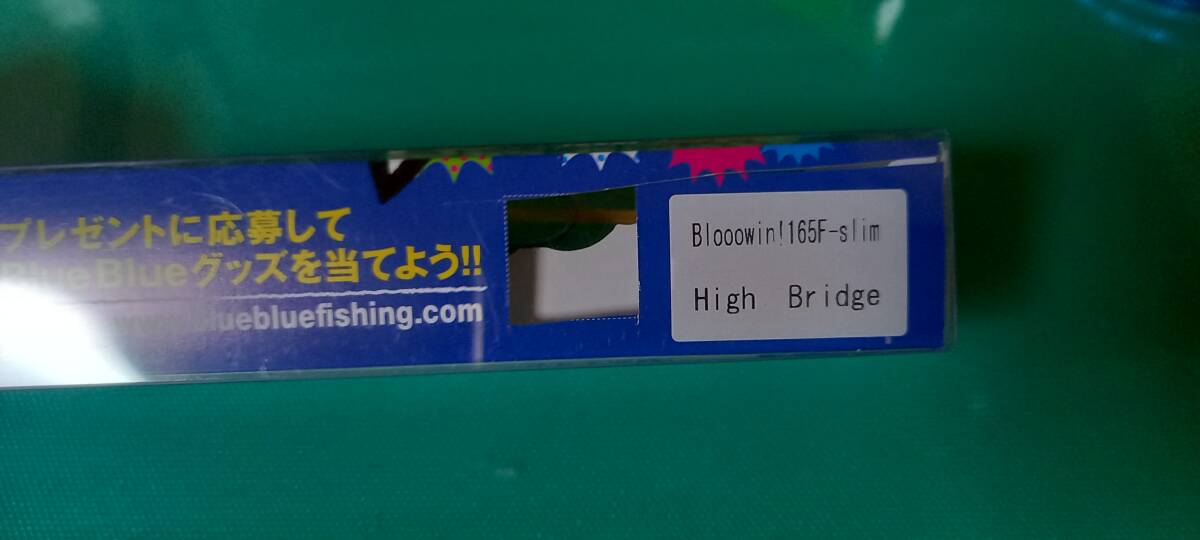 プレゼントに応募して
BlueBlueグッズを当てよう!!
bluebluefishing.com
Blooowin!165F-slim
High Bridge